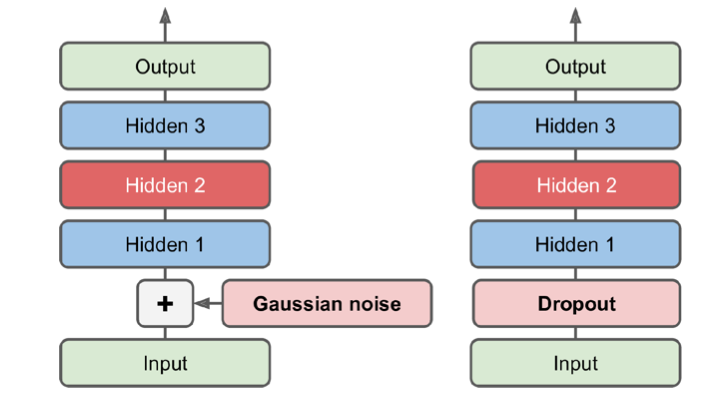 Output
Hidden 3
Hidden 2
Hidden 1
+
Gaussian noise
Input
Output
Hidden 3
Hidden 2
Hidden 1
Dropout
Input